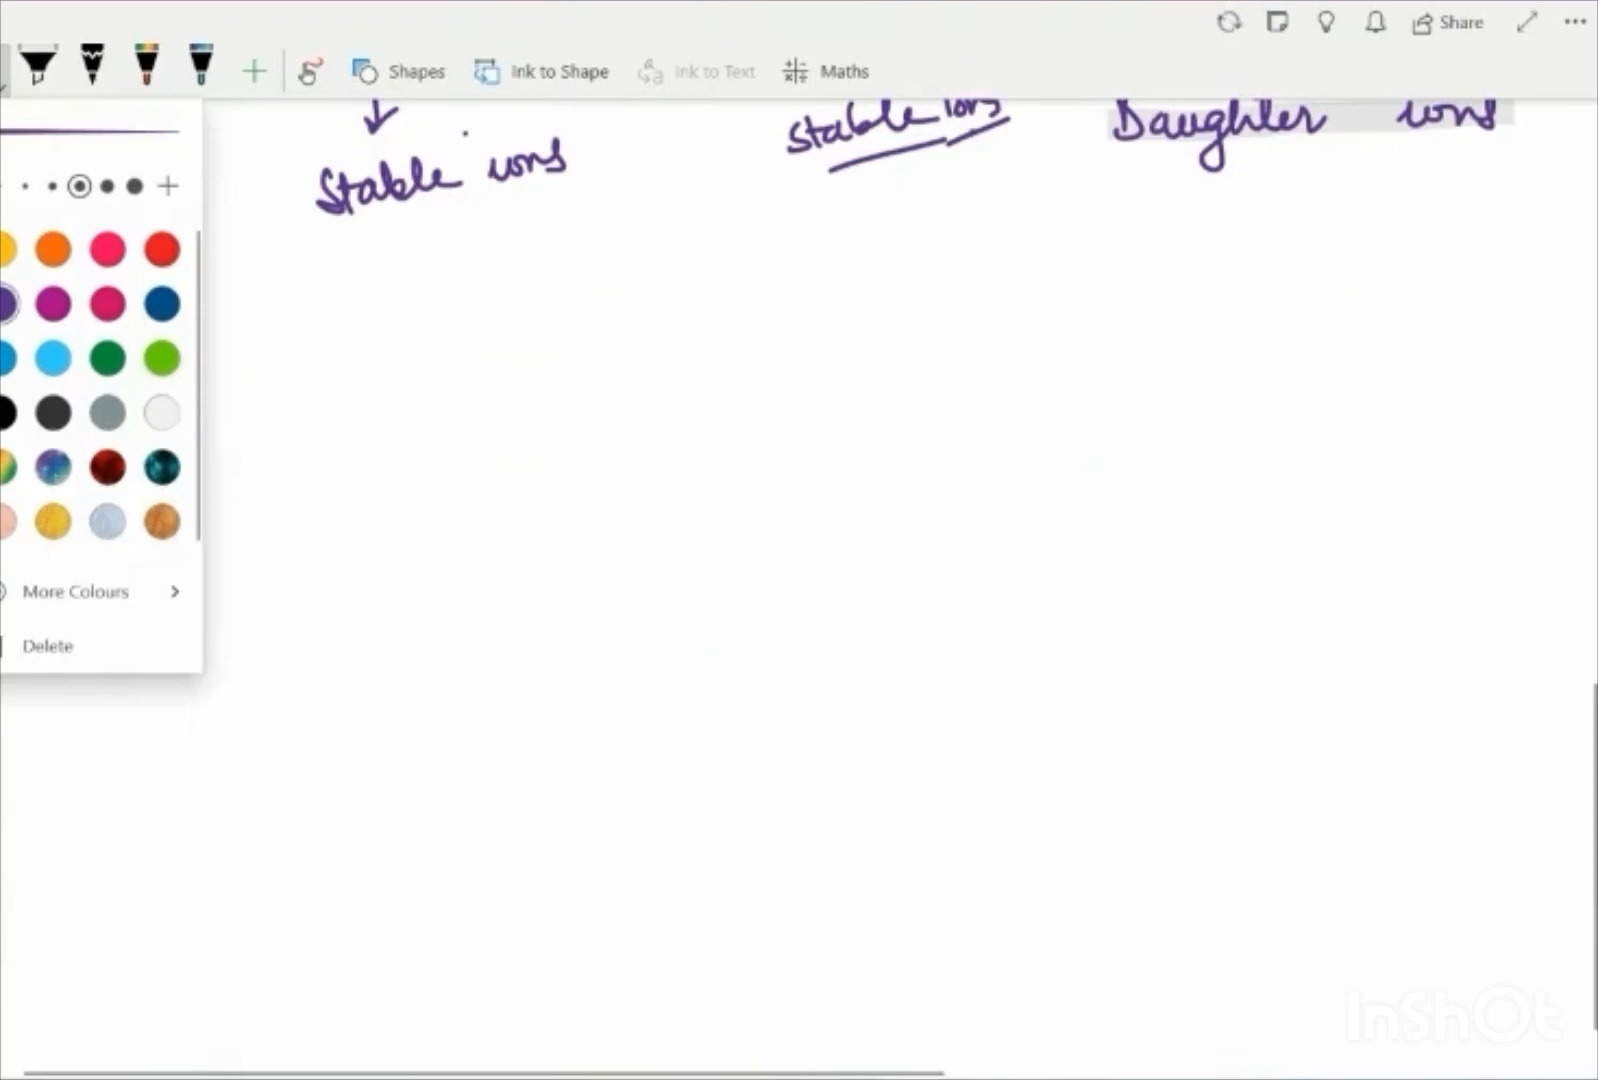 Share
Shapes
Ink to Shape
Ink to Text
Maths
Stable ions
Stable ions
Daughter ions
More Colours
Delete
InShOt